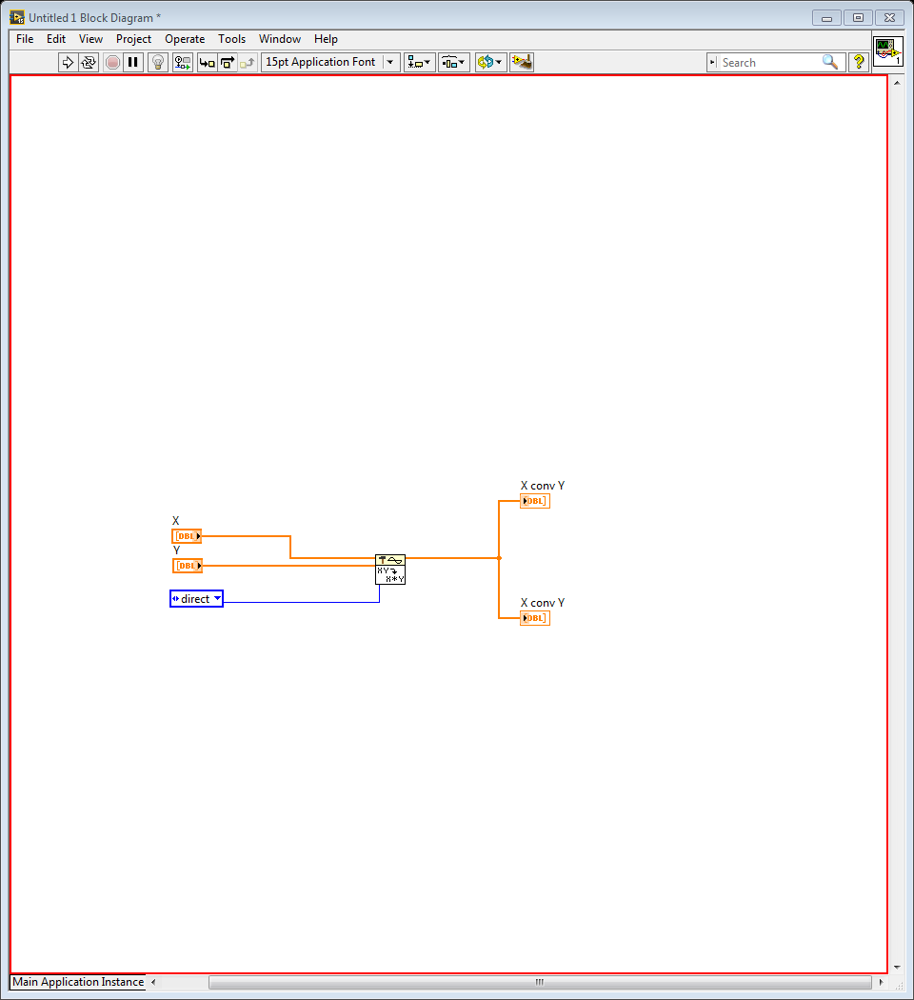 Untitled 1 Block Diagram *
File Edit View Project Operate Tools Window Help
15pt Application Font
Search
?
1
X conv Y
DBL]
X
[DBL
Y
[DBL
XY
X*Y
direct
X conv Y
DBL]
Main Application Instance